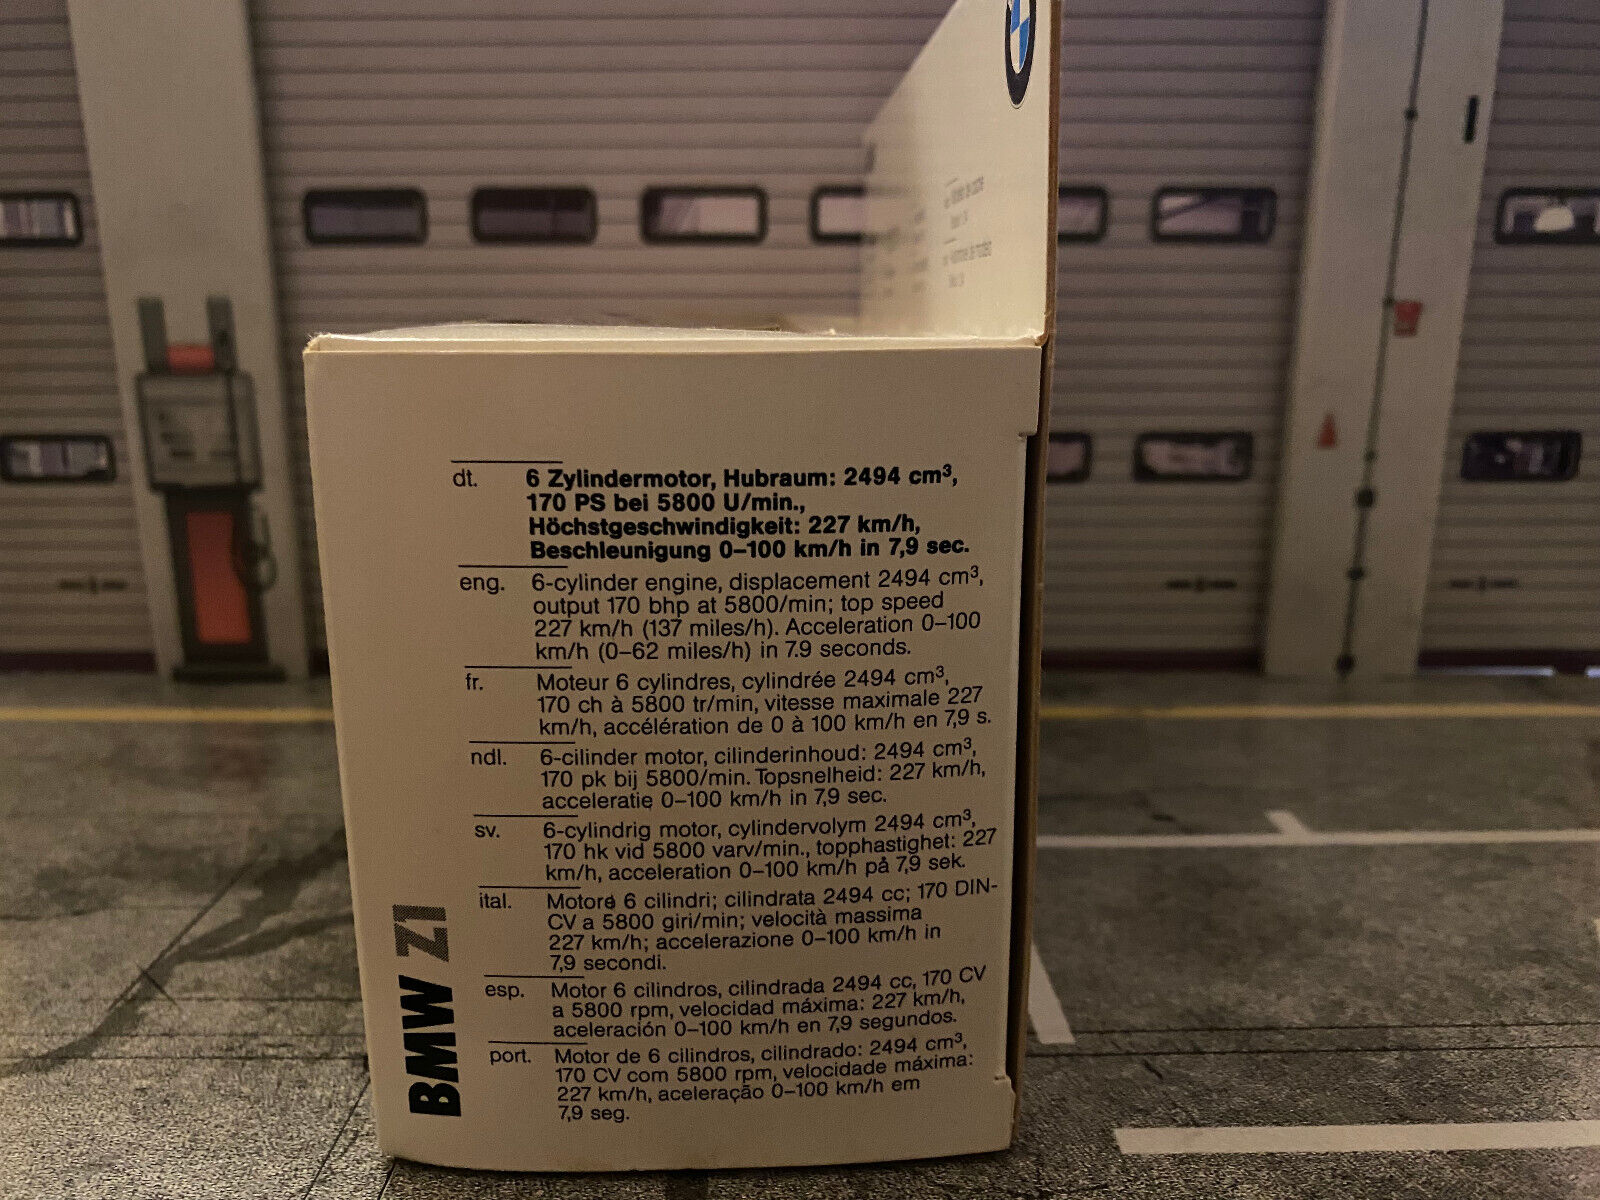 dt. 6 Zylindermotor, Hubraum: 2494 cm³,
170 PS bei 5800 U/min.,
Höchstgeschwindigkeit: 227 km/h,
Beschleunigung 0–100 km/h in 7,9 sec.
eng. 6-cylinder engine, displacement 2494 cm³,
output 170 bhp at 5800/min; top speed
227 km/h (137 miles/h). Acceleration 0–100
km/h (0–62 miles/h) in 7.9 seconds.
fr. Moteur 6 cylindres, cylindrée 2494 cm³,
170 ch à 5800 tr/min, vitesse maximale 227
km/h, accélération de 0 à 100 km/h en 7,9 s.
ndl. 6-cilinder motor, cilinderinhoud: 2494 cm³,
170 pk bij 5800/min. Topsnelheid: 227 km/h,
acceleratie 0–100 km/h in 7,9 sec.
sv. 6-cylindrig motor, cylindervolym 2494 cm³,
170 hk vid 5800 varv/min., topphastighet: 227
km/h, acceleration 0–100 km/h på 7,9 sek.
ital. Motore 6 cilindri; cilindrata 2494 cc; 170 DIN-
CV a 5800 giri/min; velocità massima
227 km/h; accelerazione 0–100 km/h in
7,9 secondi.
esp. Motor 6 cilindros, cilindrada 2494 cc, 170 CV
a 5800 rpm, velocidad máxima: 227 km/h,
aceleración 0–100 km/h en 7,9 segundos.
port. Motor de 6 cilindros, cilindrado: 2494 cm³,
170 CV com 5800 rpm, velocidade máxima:
227 km/h, aceleração 0–100 km/h em
7,9 seg.
BMW Z1